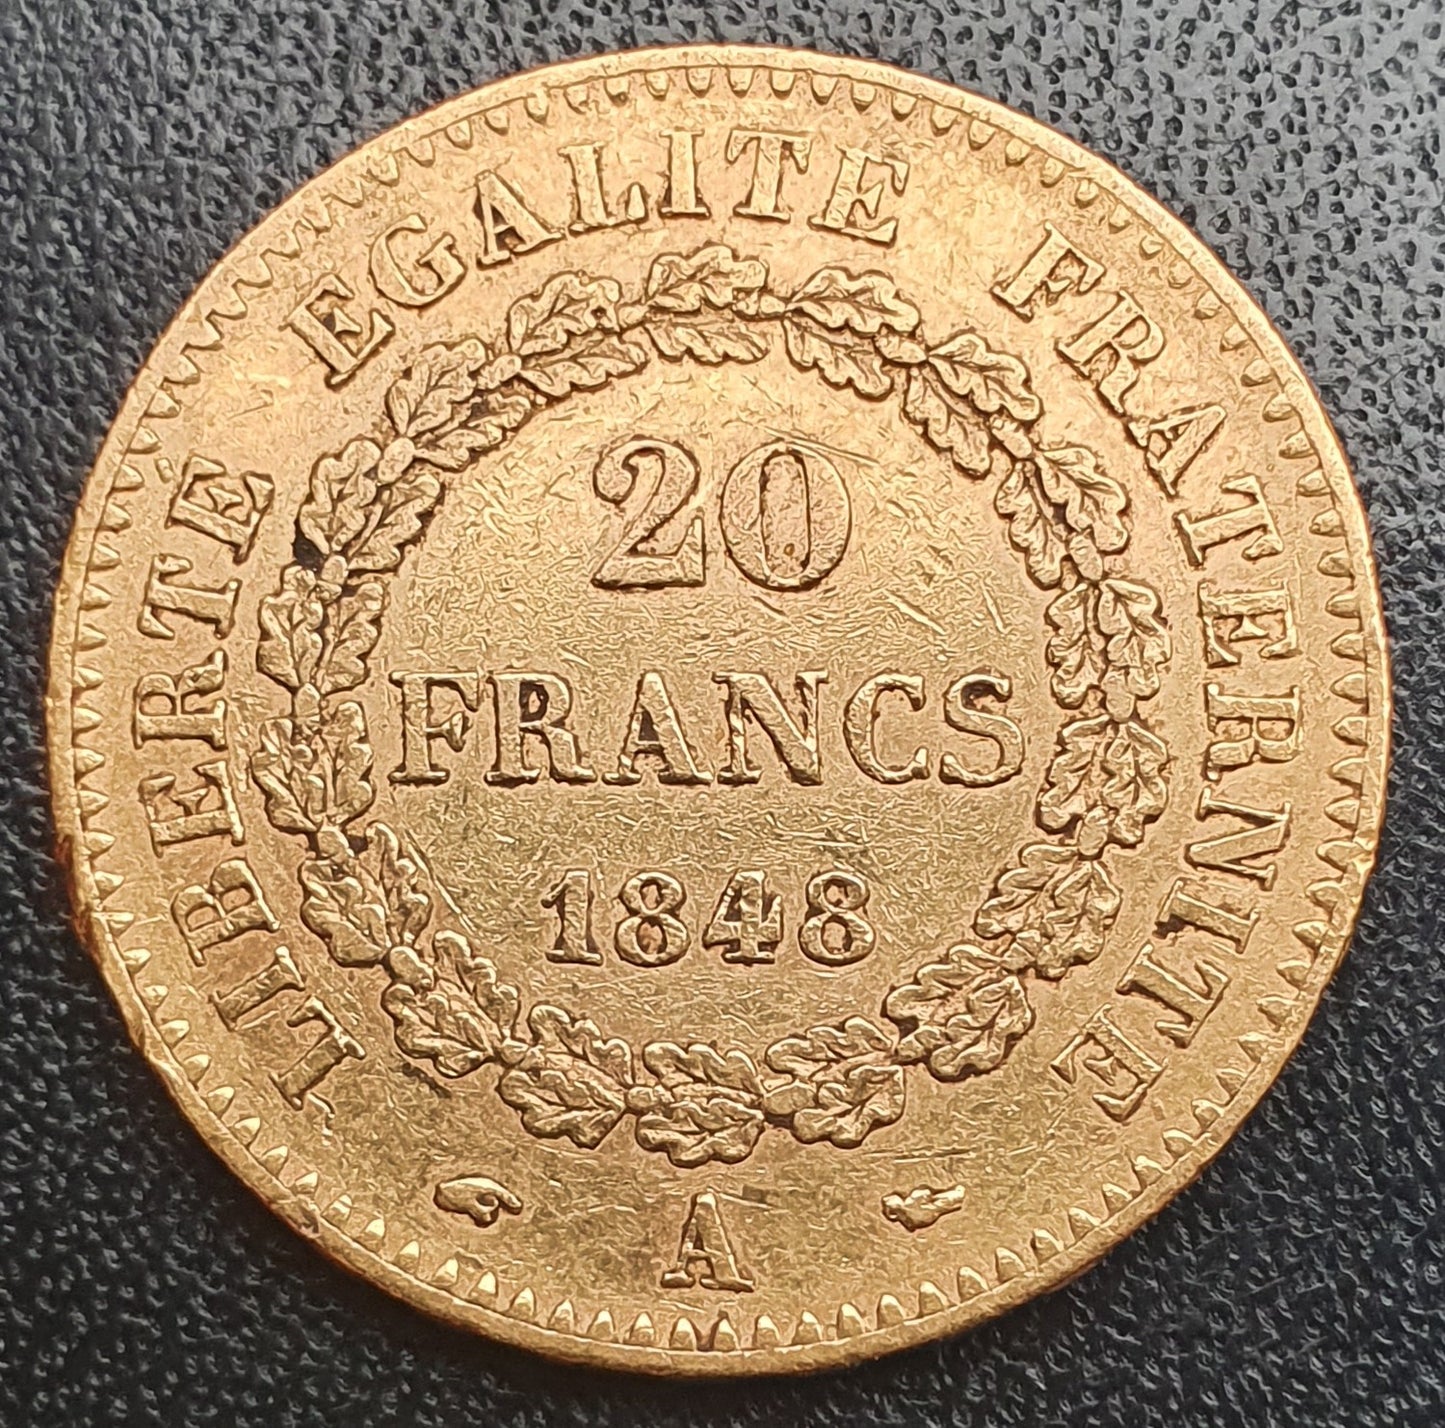 LIBERTE EGALITE FRATERNITE
20
FRANCS
1848
A